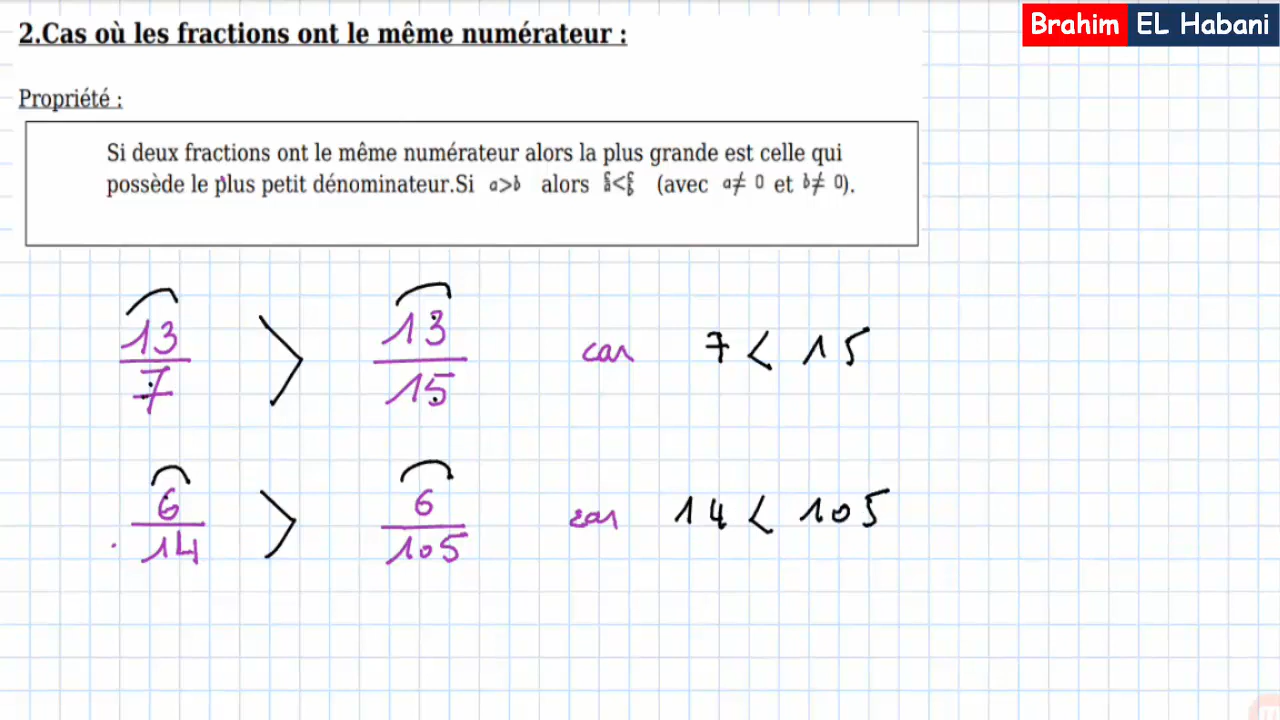 Brahim EL Habani
2.Cas où les fractions ont le même numérateur :
Propriété :
Si deux fractions ont le même numérateur alors la plus grande est celle qui
possède le plus petit dénominateur.Si a>b alors (avec a≠ 0 et b≠ 0).
13/7 > 13/15 car 7 < 15
6/14 > 6/105 car 14 < 105